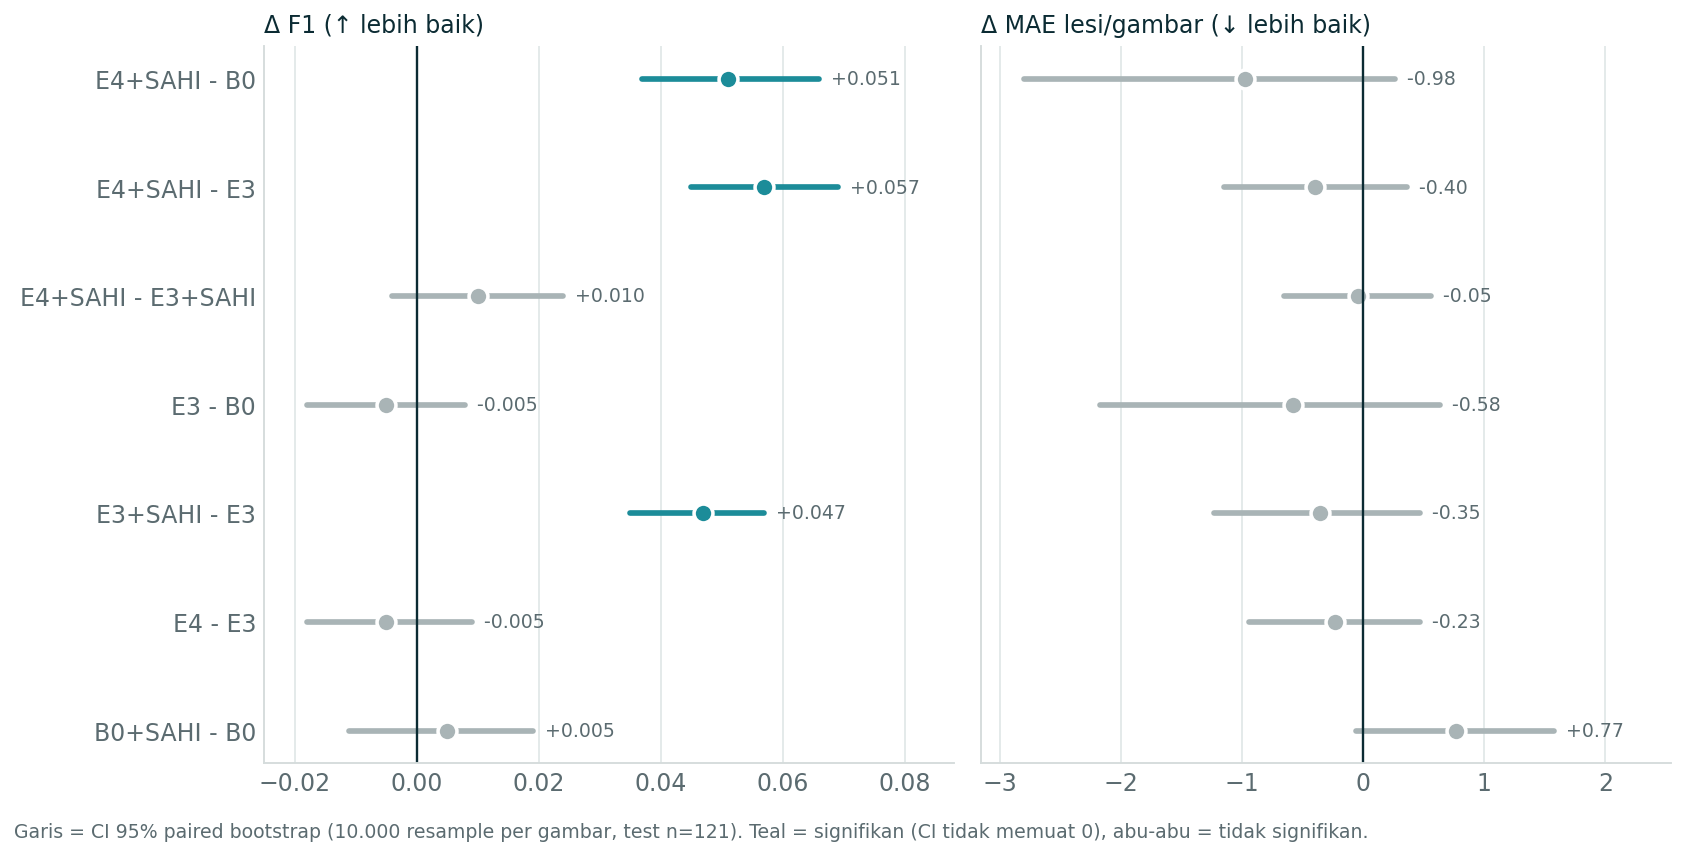 Δ F1 (↑ lebih baik)
Δ MAE lesi/gambar (↓ lebih baik)
E4+SAHI - B0
+0.051
-0.98
E4+SAHI - E3
+0.057
-0.40
E4+SAHI - E3+SAHI
+0.010
-0.05
E3 - B0
-0.005
-0.58
E3+SAHI - E3
+0.047
-0.35
E4 - E3
-0.005
-0.23
B0+SAHI - B0
+0.005
+0.77
−0.02 0.00 0.02 0.04 0.06 0.08
−3 −2 −1 0 1 2
Garis = CI 95% paired bootstrap (10.000 resample per gambar, test n=121). Teal = signifikan (CI tidak memuat 0), abu-abu = tidak signifikan.